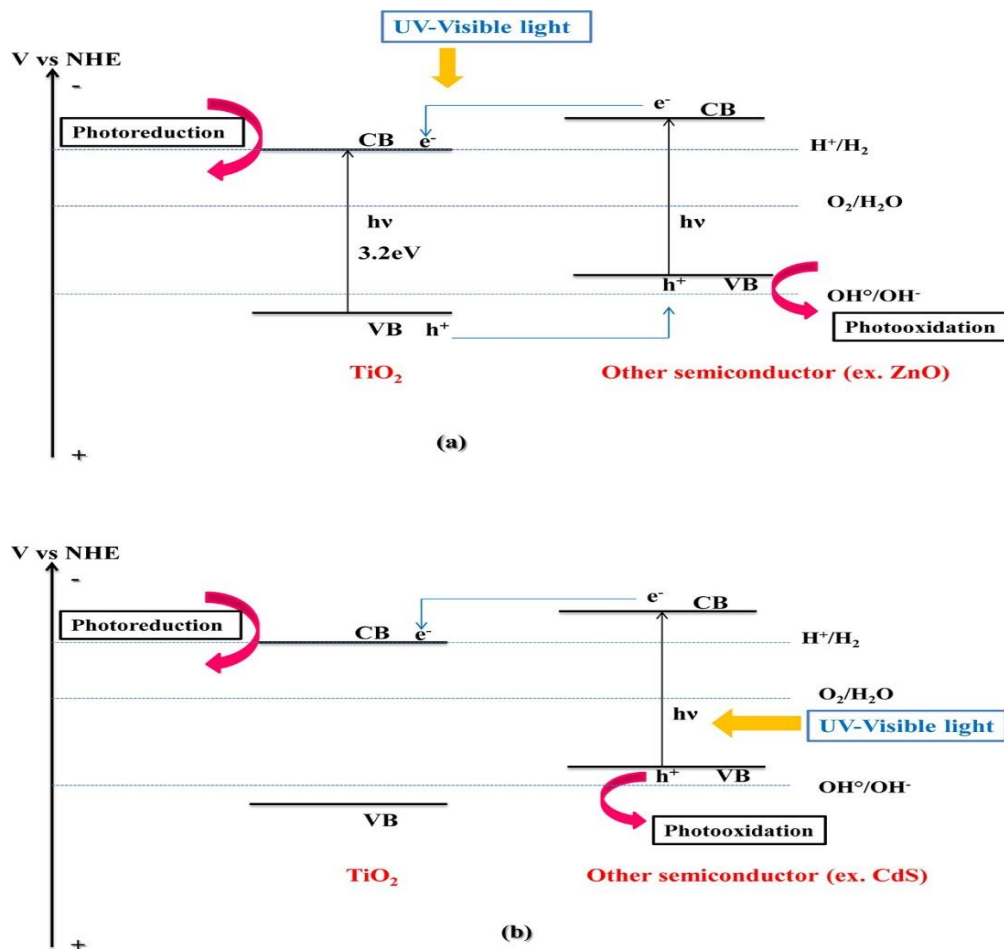 UV-Visible light
V vs NHE
-
e-
CB
Photoreduction
CB
e-
H+/H2
O2/H2O
hν
hν
3.2eV
h+
VB
OH°/OH-
VB
h+
Photooxidation
TiO2
Other semiconductor (ex. ZnO)
+
(a)
V vs NHE
-
e-
CB
Photoreduction
CB
e-
H+/H2
O2/H2O
hν
UV-Visible light
h+
VB
OH°/OH-
VB
Photooxidation
TiO2
Other semiconductor (ex. CdS)
+
(b)